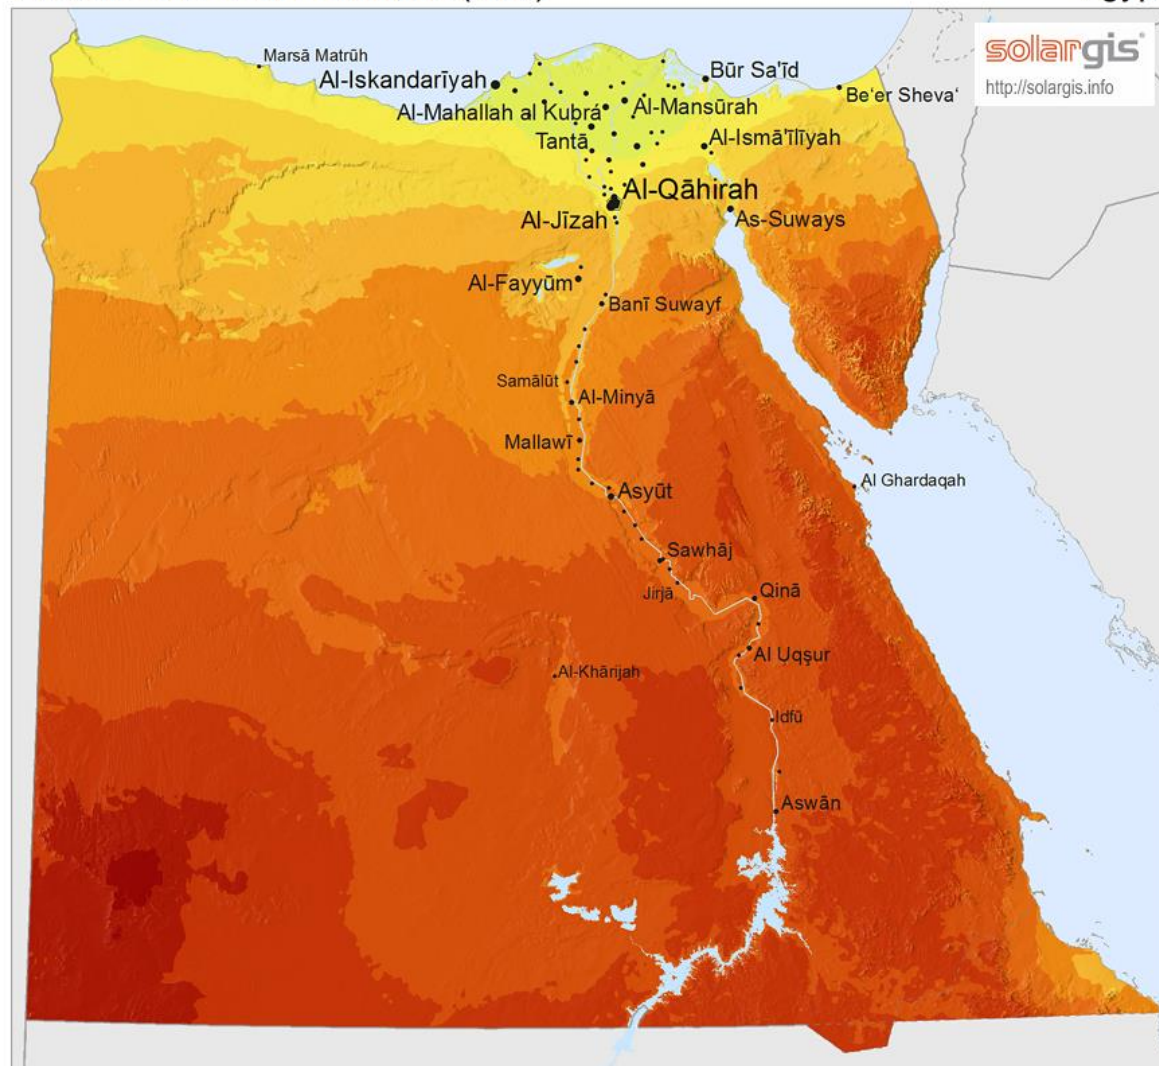 solargis
http://solargis.info
Marsā Matrūh
Al-Iskandarīyah
Būr Sa'īd
Be'er Sheva'
Al-Mahallah al Kubrá
Al-Mansūrah
Tantā
Al-Ismā'īlīyah
Al-Qāhirah
Al-Jīzah
As-Suways
Al-Fayyūm
Banī Suwayf
Samālūt
Al-Minyā
Mallawī
Al Ghardaqah
Asyūt
Sawhāj
Jirjā
Qinā
Al Uqşur
Al-Khārijah
Idfū
Aswān